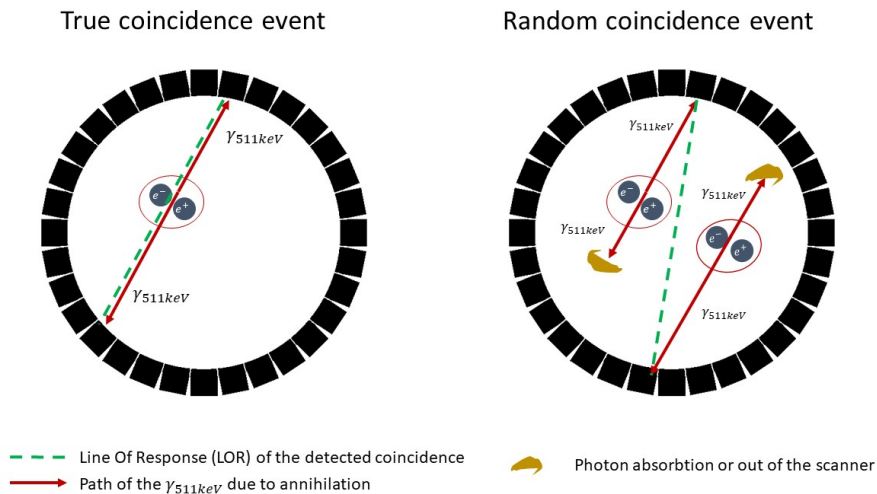 True coincidence event
Random coincidence event
γ511keV
e−
e+
γ511keV
γ511keV
e−
e+
γ511keV
γ511keV
e−
e+
γ511keV
Line Of Response (LOR) of the detected coincidence
Path of the γ511keV due to annihilation
Photon absorbtion or out of the scanner